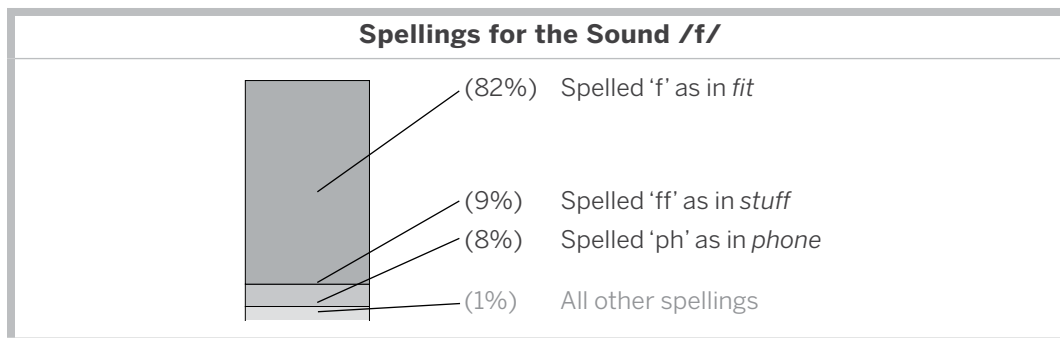 Spellings for the Sound /f/
(82%) Spelled ‘f’ as in fit
(9%) Spelled ‘ff’ as in stuff
(8%) Spelled ‘ph’ as in phone
(1%) All other spellings